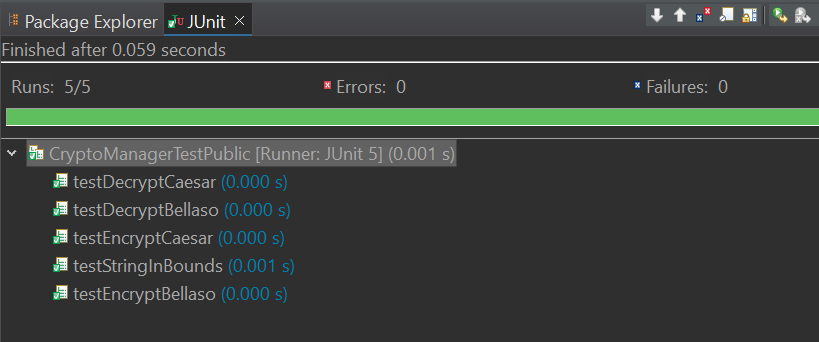 Package Explorer JUnit
Finished after 0.059 seconds
Runs: 5/5 Errors: 0 Failures: 0
CryptoManagerTestPublic [Runner: JUnit 5] (0.001 s)
testDecryptCaesar (0.000 s)
testDecryptBellaso (0.000 s)
testEncryptCaesar (0.000 s)
testStringInBounds (0.001 s)
testEncryptBellaso (0.000 s)